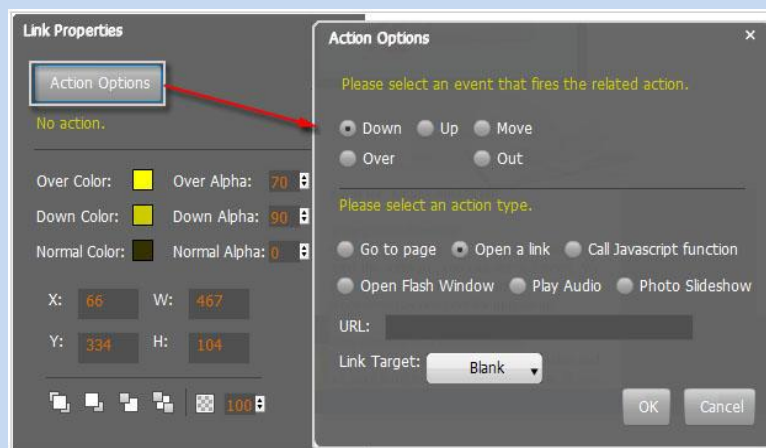 Link Properties
Action Options
No action.
Over Color: Over Alpha: 70
Down Color: Down Alpha: 90
Normal Color: Normal Alpha: 0
X: 66 W: 467
Y: 334 H: 104
100
Action Options ×
Please select an event that fires the related action.
Down Up Move
Over Out
Please select an action type.
Go to page Open a link Call Javascript function
Open Flash Window Play Audio Photo Slideshow
URL:
Link Target: Blank
OK Cancel